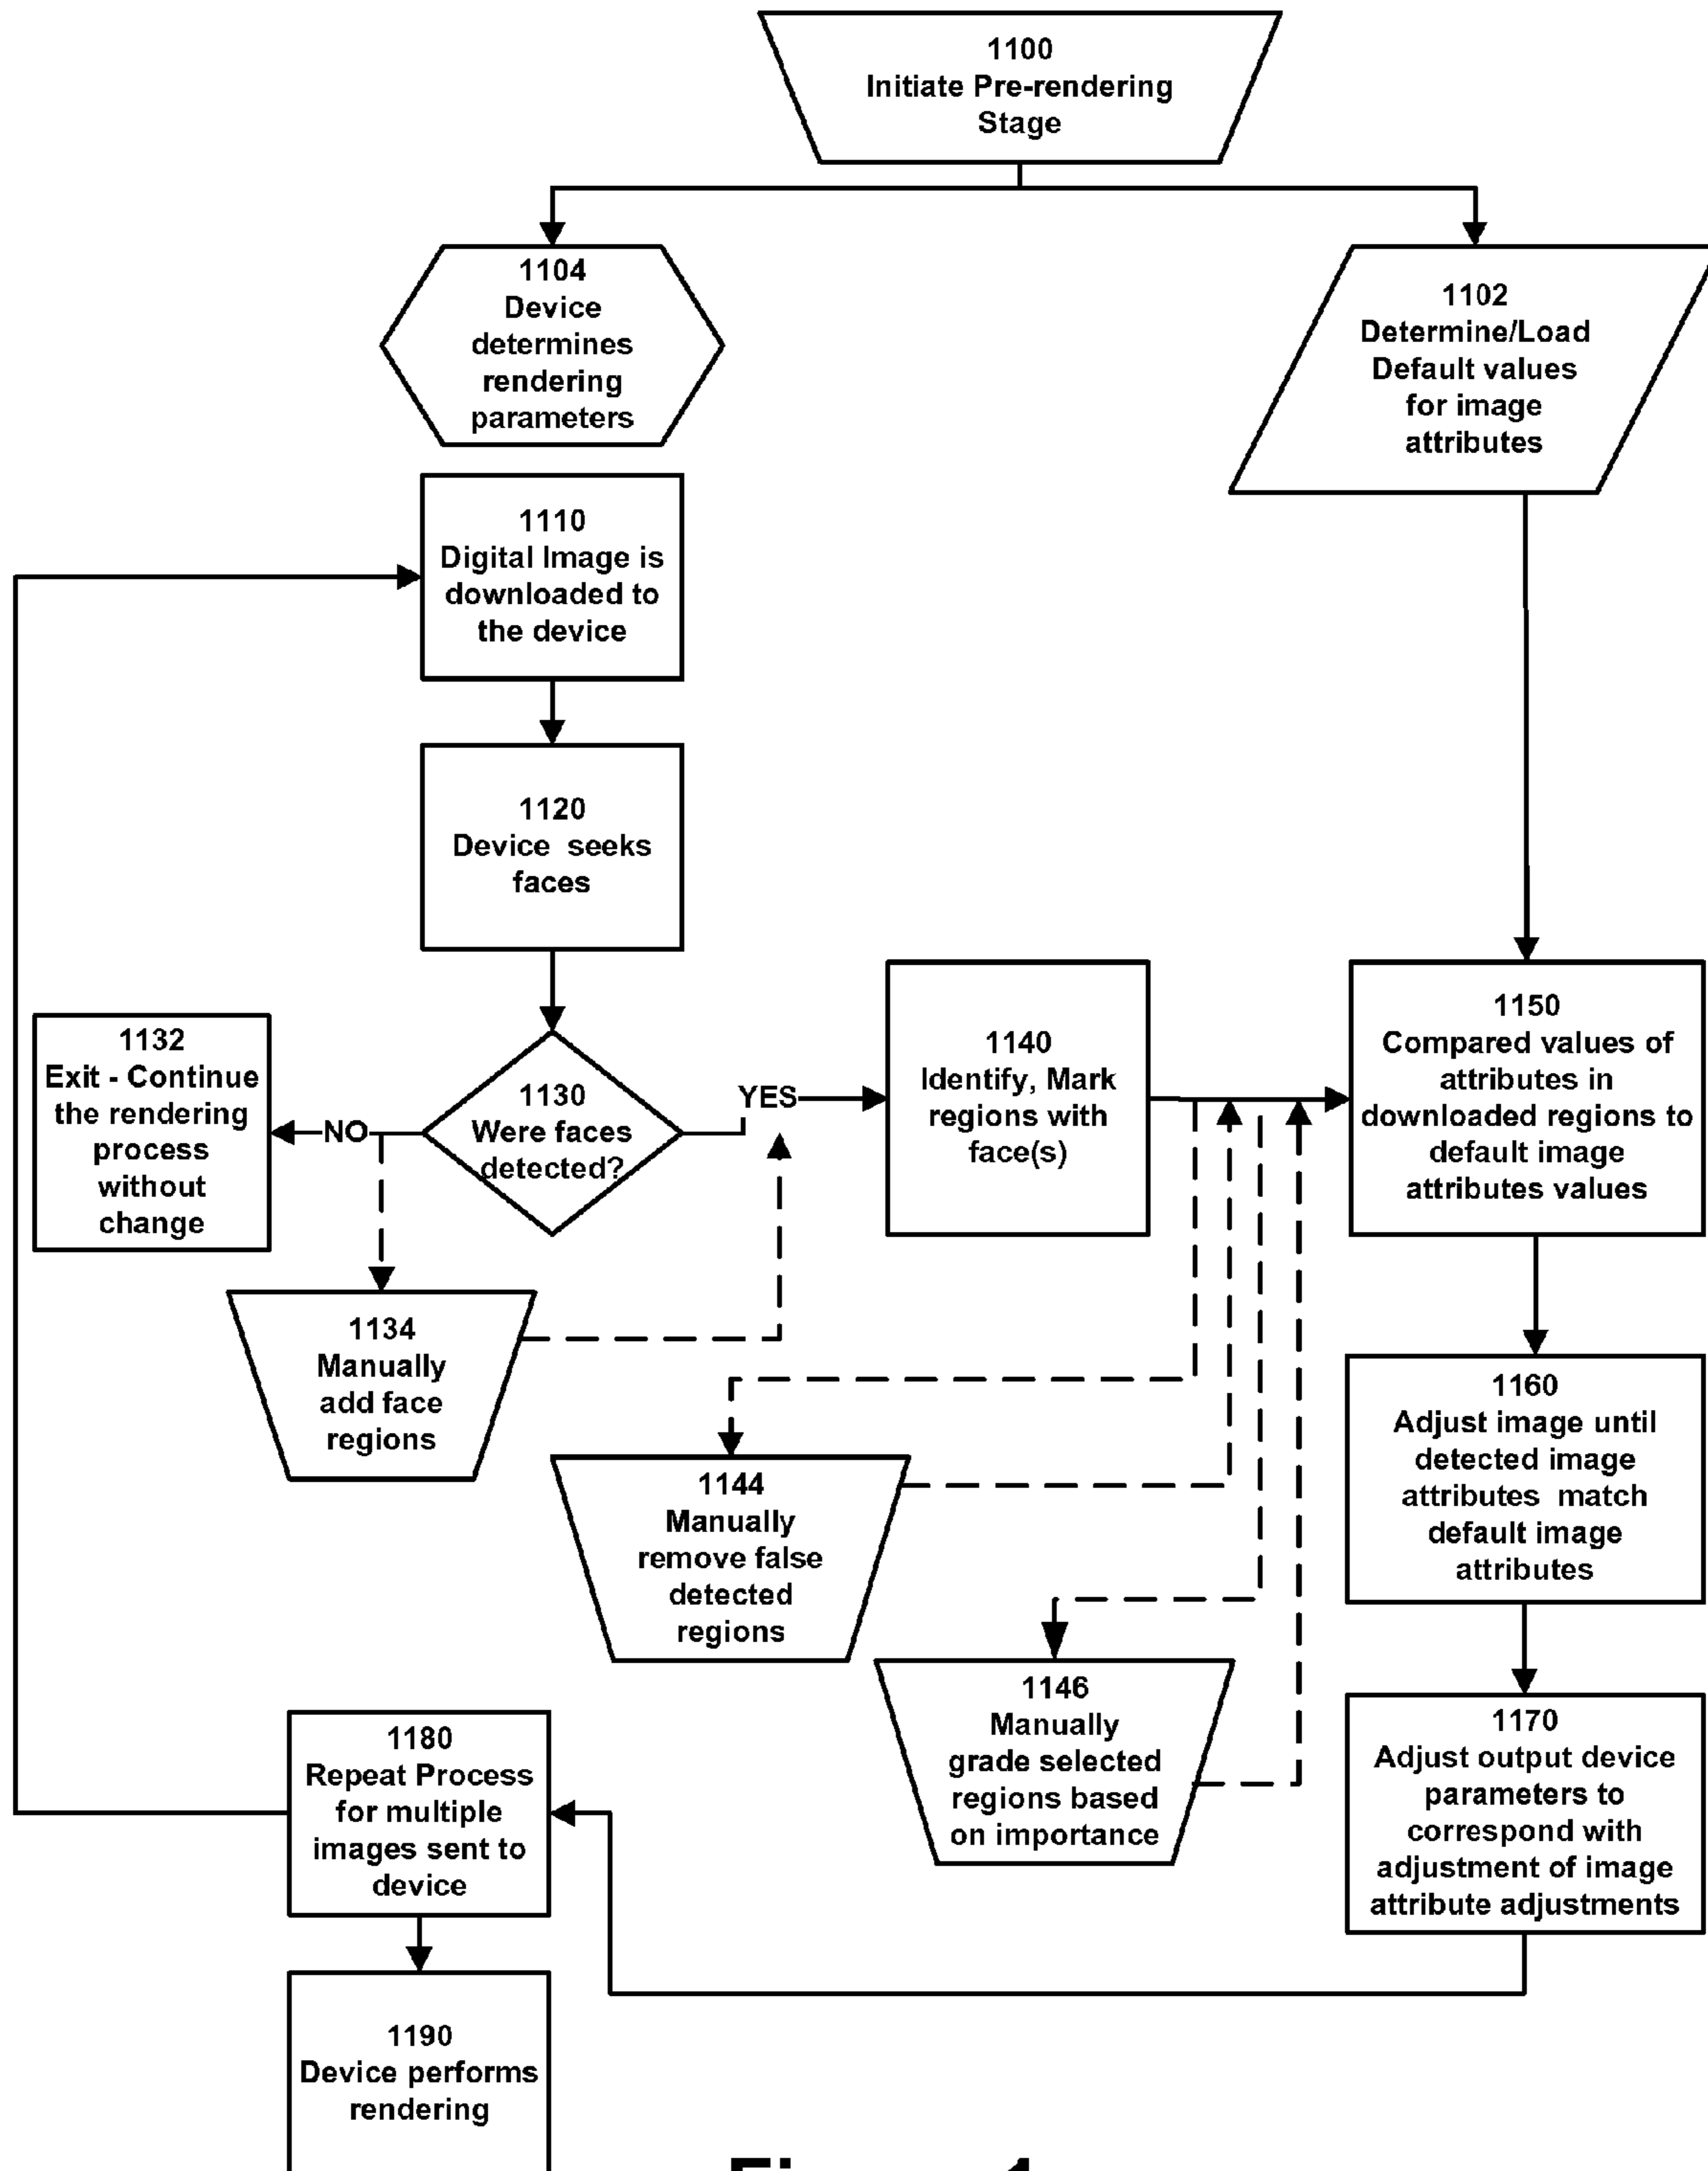 1100
Initiate Pre-rendering
Stage
1104
Device
determines
rendering
parameters
1102
Determine/Load
Default values
for image
attributes
1110
Digital Image is
downloaded to
the device
1120
Device seeks
faces
1130
Were faces
detected?
NO
YES
1132
Exit - Continue
the rendering
process
without
change
1134
Manually
add face
regions
1140
Identify, Mark
regions with
face(s)
1144
Manually
remove false
detected
regions
1146
Manually
grade selected
regions based
on importance
1150
Compared values of
attributes in
downloaded regions to
default image
attributes values
1160
Adjust image until
detected image
attributes match
default image
attributes
1170
Adjust output device
parameters to
correspond with
adjustment of image
attribute adjustments
1180
Repeat Process
for multiple
images sent to
device
1190
Device performs
rendering